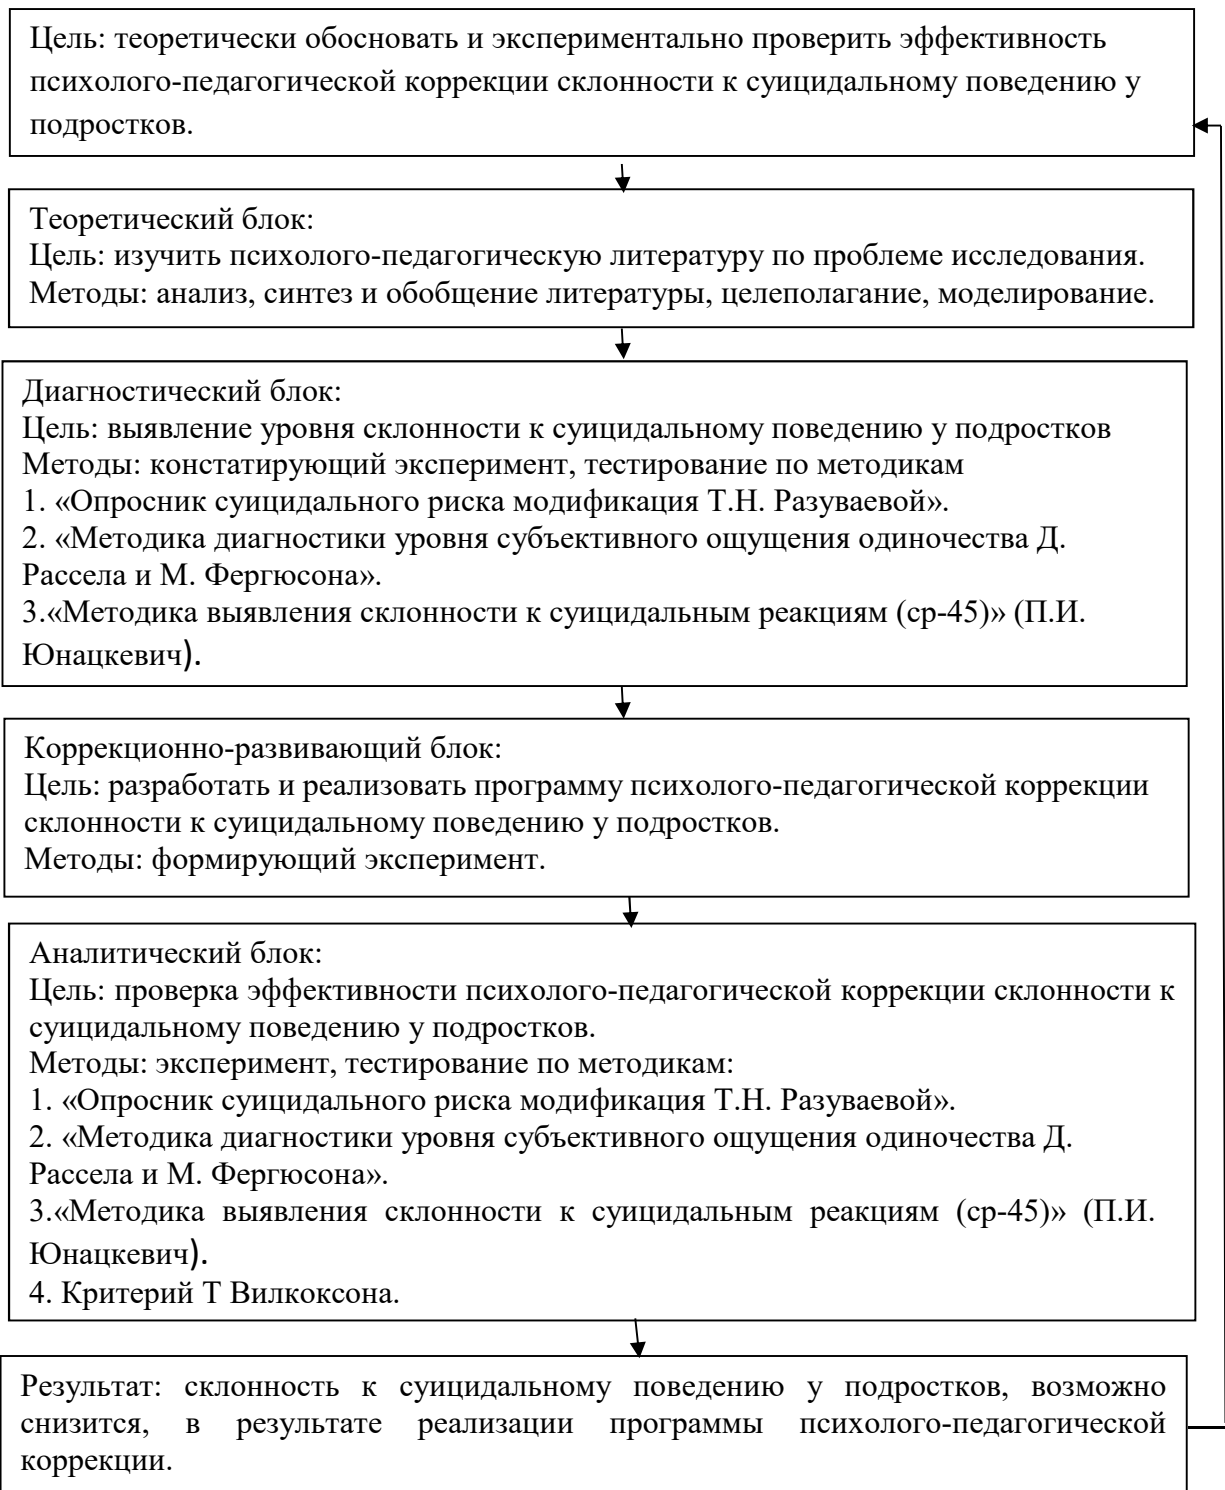 Цель: теоретически обосновать и экспериментально проверить эффективность
психолого-педагогической коррекции склонности к суицидальному поведению у
подростков.
Теоретический блок:
Цель: изучить психолого-педагогическую литературу по проблеме исследования.
Методы: анализ, синтез и обобщение литературы, целеполагание, моделирование.
Диагностический блок:
Цель: выявление уровня склонности к суицидальному поведению у подростков
Методы: констатирующий эксперимент, тестирование по методикам
1. «Опросник суицидального риска модификация Т.Н. Разуваевой».
2. «Методика диагностики уровня субъективного ощущения одиночества Д.
Рассела и М. Фергюсона».
3.«Методика выявления склонности к суицидальным реакциям (ср-45)» (П.И.
Юнацкевич).
Коррекционно-развивающий блок:
Цель: разработать и реализовать программу психолого-педагогической коррекции
склонности к суицидальному поведению у подростков.
Методы: формирующий эксперимент.
Аналитический блок:
Цель: проверка эффективности психолого-педагогической коррекции склонности к
суицидальному поведению у подростков.
Методы: эксперимент, тестирование по методикам:
1. «Опросник суицидального риска модификация Т.Н. Разуваевой».
2. «Методика диагностики уровня субъективного ощущения одиночества Д.
Рассела и М. Фергюсона».
3.«Методика выявления склонности к суицидальным реакциям (ср-45)» (П.И.
Юнацкевич).
4. Критерий Т Вилкоксона.
Результат: склонность к суицидальному поведению у подростков, возможно
снизится, в результате реализации программы психолого-педагогической
коррекции.